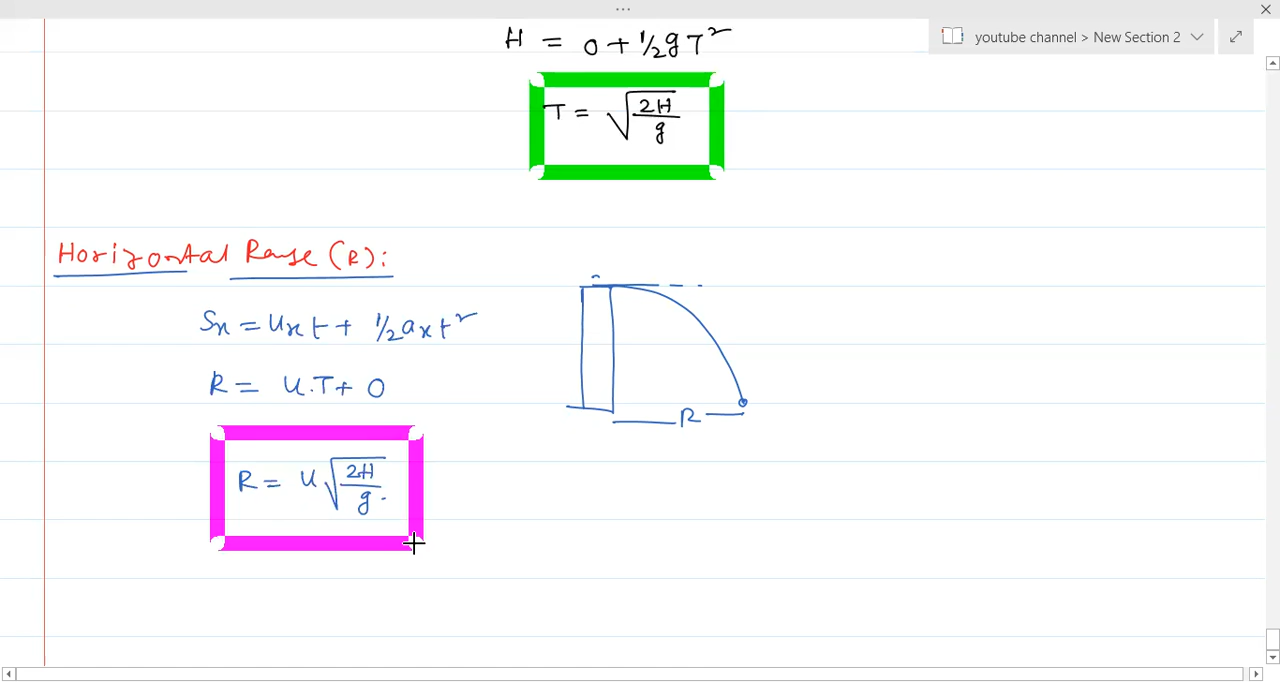 H = 0 + ½gT²
youtube channel > New Section 2
T = √(2H/g)
Horizontal Range (R):
Sx = Uxt + ½axt²
R = U.T + 0
R
R = U√(2H/g)